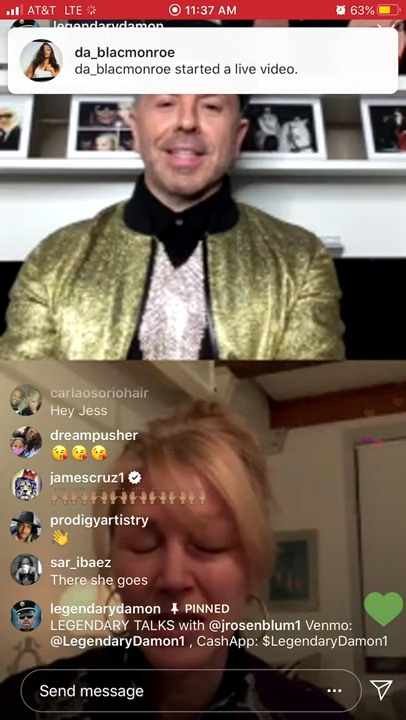 AT&T LTE 11:37 AM 63%
legendarydamon
da_blacmonroe
da_blacmonroe started a live video.
carlaosoriohair
Hey Jess
dreampusher
😘😘😘
jamescruz1
prodigyartistry
👋
sar_ibaez
There she goes
legendarydamon PINNED
LEGENDARY TALKS with @jrosenblum1 Venmo:
@LegendaryDamon1 , CashApp: $LegendaryDamon1
Send message